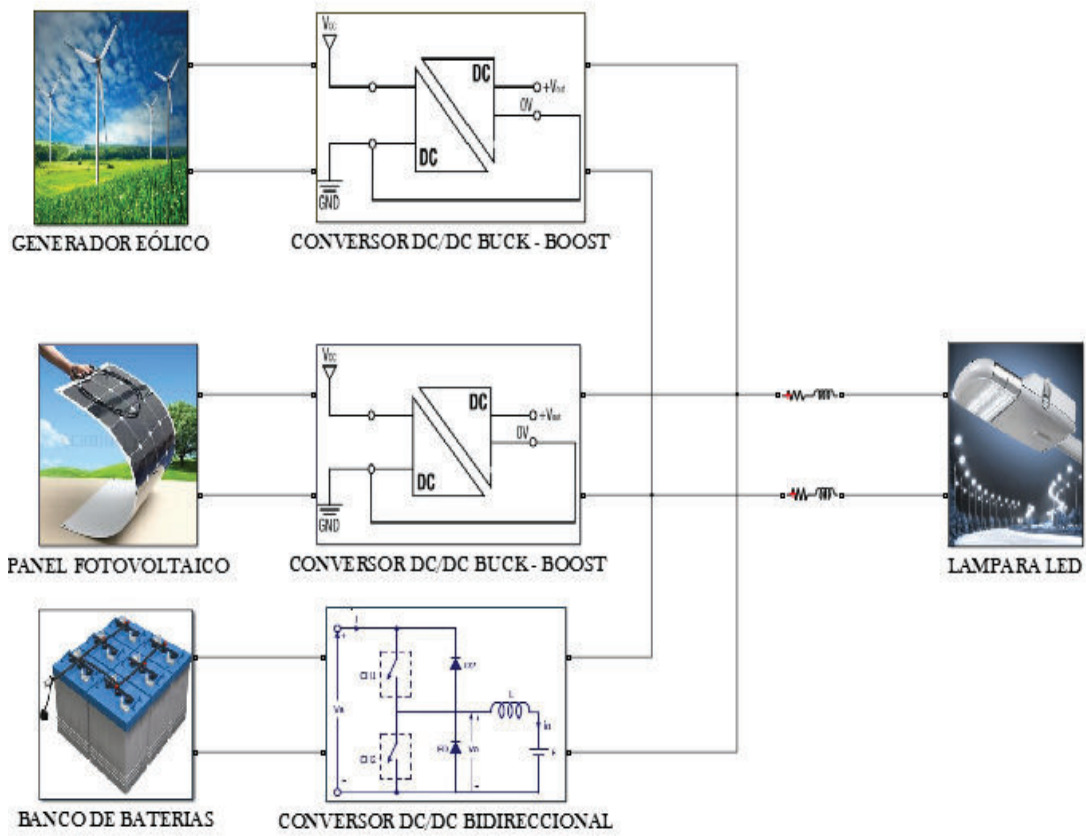 Vcc
DC
+Vout
0V
DC
GND
GENERADOR EÓLICO
CONVERSOR DC/DC BUCK - BOOST
Vcc
DC
+Vout
0V
DC
GND
PANEL FOTOVOLTAICO
CONVERSOR DC/DC BUCK - BOOST
LAMPARA LED
L
BANCO DE BATERIAS
CONVERSOR DC/DC BIDIRECCIONAL